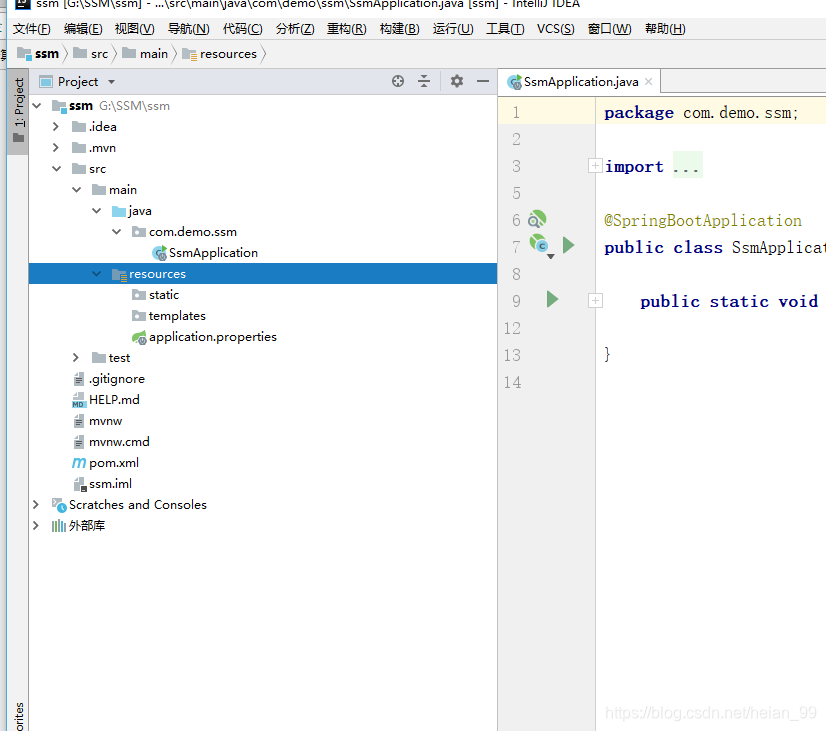 ssm [G:\SSM\ssm] - ...\src\main\java\com\demo\ssm\SsmApplication.java [ssm] - IntelliJ IDEA
文件(F) 编辑(E) 视图(V) 导航(N) 代码(C) 分析(Z) 重构(R) 构建(B) 运行(U) 工具(T) VCS(S) 窗口(W) 帮助(H)
ssm src main resources
1: Project
Project
SsmApplication.java
ssm G:\SSM\ssm
.idea
.mvn
src
main
java
com.demo.ssm
SsmApplication
resources
static
templates
application.properties
test
.gitignore
HELP.md
mvnw
mvnw.cmd
pom.xml
ssm.iml
Scratches and Consoles
外部库
1 package com.demo.ssm;
2
3 import ...
5
6 @SpringBootApplication
7 public class SsmApplicat
8
9 public static void
12
13 }
14
orites
https://blog.csdn.net/heian_99